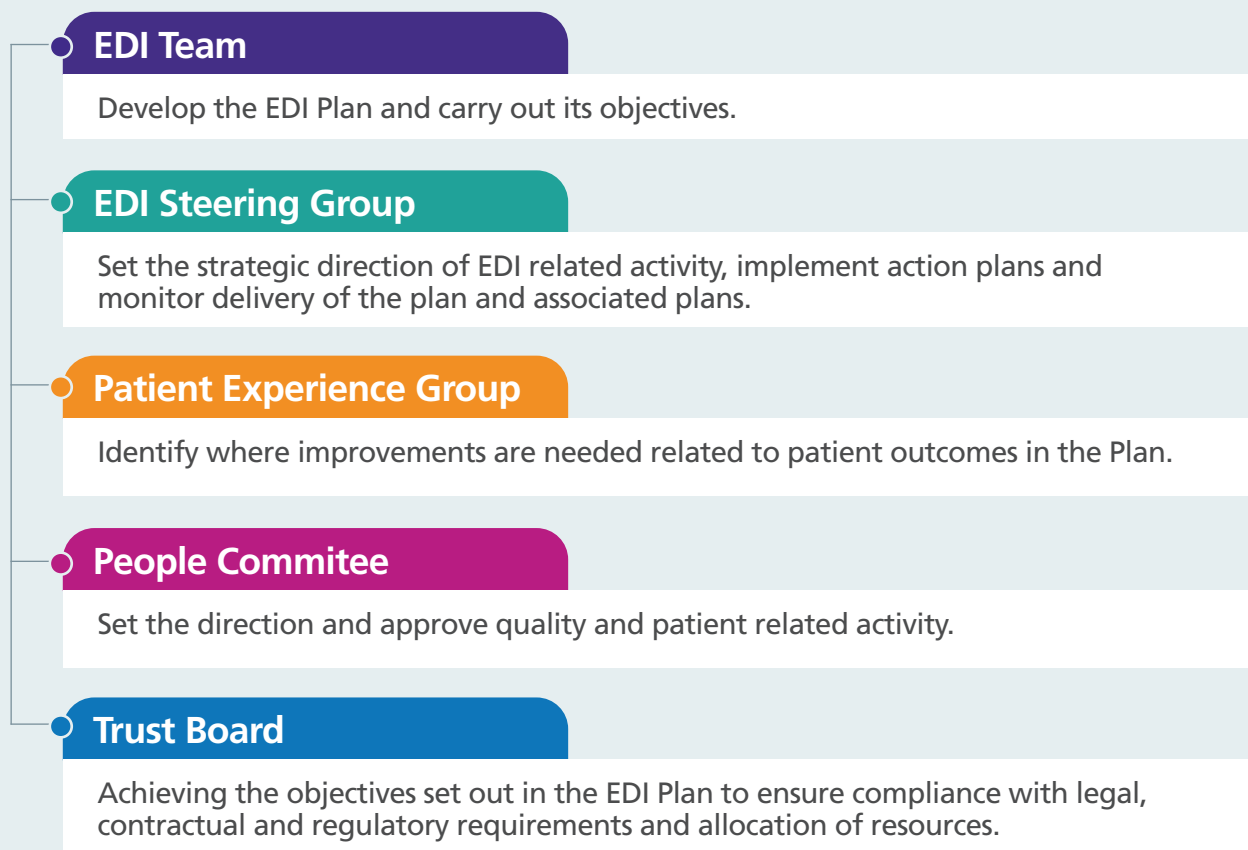 EDI Team
Develop the EDI Plan and carry out its objectives.
EDI Steering Group
Set the strategic direction of EDI related activity, implement action plans and
monitor delivery of the plan and associated plans.
Patient Experience Group
Identify where improvements are needed related to patient outcomes in the Plan.
People Commitee
Set the direction and approve quality and patient related activity.
Trust Board
Achieving the objectives set out in the EDI Plan to ensure compliance with legal,
contractual and regulatory requirements and allocation of resources.